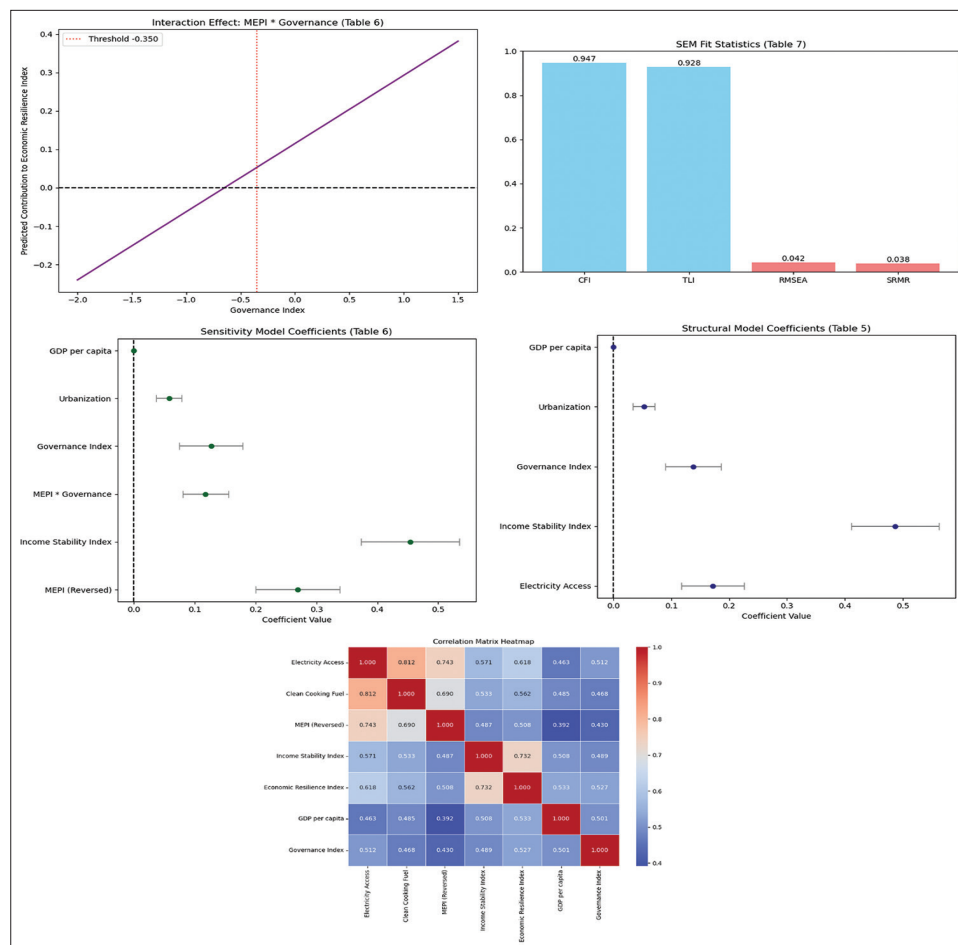 Interaction Effect: MEPI * Governance (Table 6)
Threshold -0.350
Predicted Contribution to Economic Resilience Index
0.4
0.3
0.2
0.1
0.0
-0.1
-0.2
-2.0 -1.5 -1.0 -0.5 0.0 0.5 1.0 1.5
Governance Index
SEM Fit Statistics (Table 7)
1.0
0.8
0.6
0.4
0.2
0.0
0.947 0.928 0.042 0.038
CFI TLI RMSEA SRMR
Sensitivity Model Coefficients (Table 6)
GDP per capita
Urbanization
Governance Index
MEPI * Governance
Income Stability Index
MEPI (Reversed)
0.0 0.1 0.2 0.3 0.4 0.5
Coefficient Value
Structural Model Coefficients (Table 5)
GDP per capita
Urbanization
Governance Index
Income Stability Index
Electricity Access
0.0 0.1 0.2 0.3 0.4 0.5
Coefficient Value
Correlation Matrix Heatmap
Electricity Access 1.000 0.812 0.743 0.571 0.618 0.463 0.512
Clean Cooking Fuel 0.812 1.000 0.690 0.533 0.562 0.485 0.468
MEPI (Reversed) 0.743 0.690 1.000 0.487 0.508 0.392 0.430
Income Stability Index 0.571 0.533 0.487 1.000 0.732 0.508 0.489
Economic Resilience Index 0.618 0.562 0.508 0.732 1.000 0.533 0.527
GDP per capita 0.463 0.485 0.392 0.508 0.533 1.000 0.501
Governance Index 0.512 0.468 0.430 0.489 0.527 0.501 1.000
Electricity Access
Clean Cooking Fuel
MEPI (Reversed)
Income Stability Index
Economic Resilience Index
GDP per capita
Governance Index
1.0
0.9
0.8
0.7
0.6
0.5
0.4